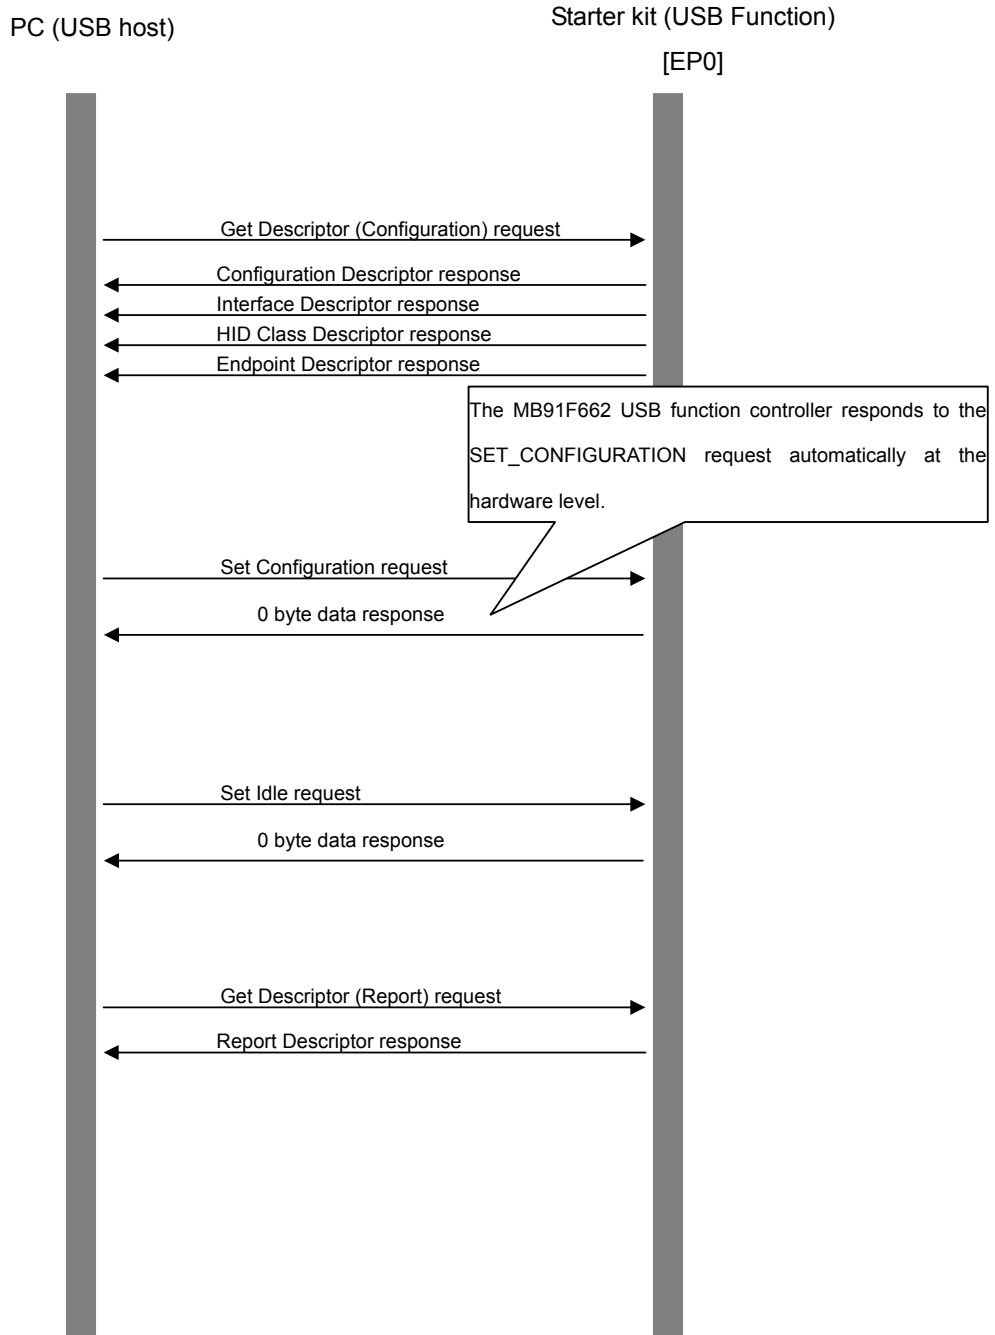 PC (USB host)
Starter kit (USB Function)
[EP0]
Get Descriptor (Configuration) request
Configuration Descriptor response
Interface Descriptor response
HID Class Descriptor response
Endpoint Descriptor response
The MB91F662 USB function controller responds to the
SET_CONFIGURATION request automatically at the
hardware level.
Set Configuration request
0 byte data response
Set Idle request
0 byte data response
Get Descriptor (Report) request
Report Descriptor response